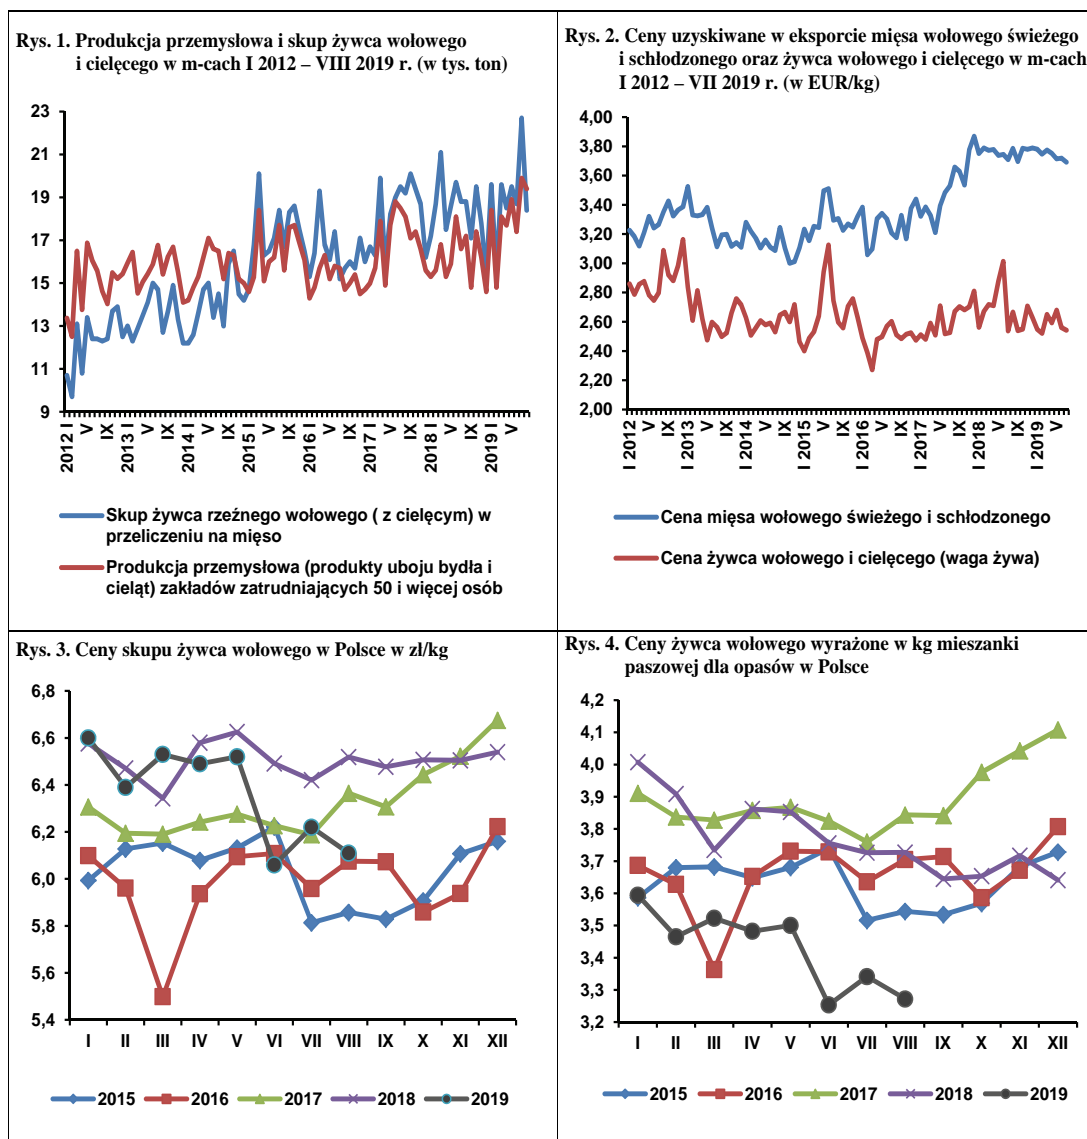 Rys. 1. Produkcja przemysłowa i skup żywca wołowego
i cielęcego w m-cach I 2012 – VIII 2019 r. (w tys. ton)
23
21
19
17
15
13
11
9
2012 I
V
IX
2013 I
V
IX
2014 I
V
IX
2015 I
V
IX
2016 I
V
IX
2017 I
V
IX
2018 I
V
IX
2019 I
V
Skup żywca rzeźnego wołowego ( z cielęcym) w
przeliczeniu na mięso
Produkcja przemysłowa (produkty uboju bydła i
cieląt) zakładów zatrudniających 50 i więcej osób
Rys. 2. Ceny uzyskiwane w eksporcie mięsa wołowego świeżego
i schłodzonego oraz żywca wołowego i cielęcego w m-cach
I 2012 – VII 2019 r. (w EUR/kg)
4,00
3,80
3,60
3,40
3,20
3,00
2,80
2,60
2,40
2,20
2,00
I 2012
V
IX
I 2013
V
IX
I 2014
V
IX
I 2015
V
IX
I 2016
V
IX
I 2017
V
IX
I 2018
V
IX
I 2019
V
Cena mięsa wołowego świeżego i schłodzonego
Cena żywca wołowego i cielęcego (waga żywa)
Rys. 3. Ceny skupu żywca wołowego w Polsce w zł/kg
6,8
6,6
6,4
6,2
6,0
5,8
5,6
5,4
I II III IV V VI VII VIII IX X XI XII
2015 2016 2017 2018 2019
Rys. 4. Ceny żywca wołowego wyrażone w kg mieszanki
paszowej dla opasów w Polsce
4,2
4,1
4,0
3,9
3,8
3,7
3,6
3,5
3,4
3,3
3,2
I II III IV V VI VII VIII IX X XI XII
2015 2016 2017 2018 2019